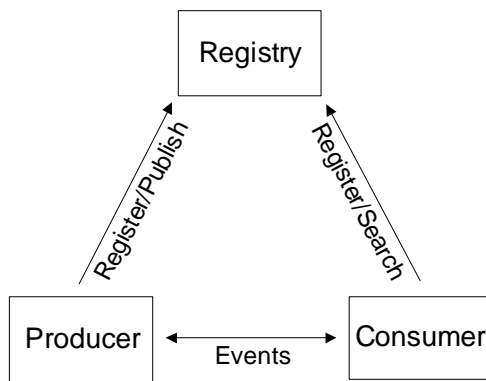 Registry
Register/Publish
Register/Search
Producer
Events
Consumer